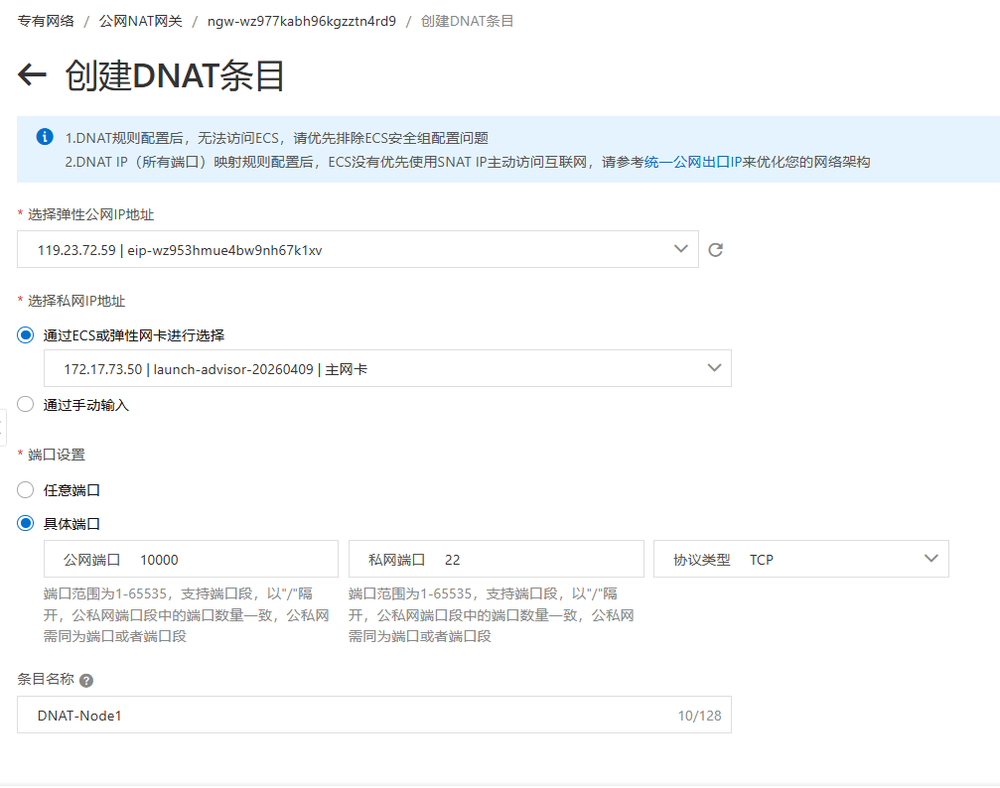 专有网络 / 公网NAT网关 / ngw-wz977kabh96kgzztn4rd9 / 创建DNAT条目
创建DNAT条目
1.DNAT规则配置后，无法访问ECS，请优先排除ECS安全组配置问题
2.DNAT IP（所有端口）映射规则配置后，ECS没有优先使用SNAT IP主动访问互联网，请参考统一公网出口IP来优化您的网络架构
* 选择弹性公网IP地址
119.23.72.59 | eip-wz953hmue4bw9nh67k1xv
* 选择私网IP地址
通过ECS或弹性网卡进行选择
172.17.73.50 | launch-advisor-20260409 | 主网卡
通过手动输入
* 端口设置
任意端口
具体端口
公网端口 10000 私网端口 22 协议类型 TCP
端口范围为1-65535，支持端口段，以"/"隔 端口范围为1-65535，支持端口段，以"/"隔
开，公私网端口段中的端口数量一致，公私网 开，公私网端口段中的端口数量一致，公私网
需同为端口或者端口段 需同为端口或者端口段
条目名称 ?
DNAT-Node1 10/128